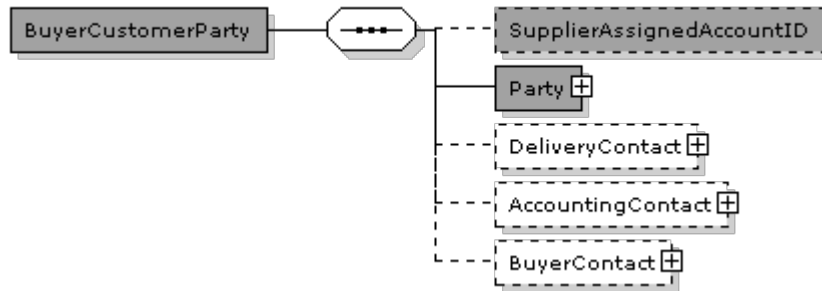 BuyerCustomerParty
SupplierAssignedAccountID
Party
DeliveryContact
AccountingContact
BuyerContact